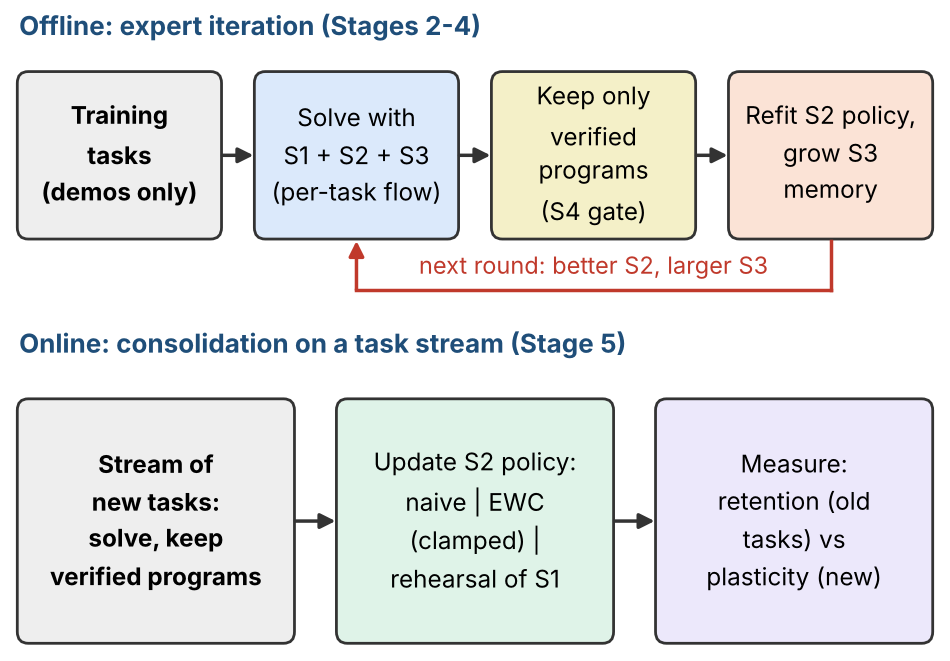 Offline: expert iteration (Stages 2-4)
Training
tasks
(demos only)
Solve with
S1 + S2 + S3
(per-task flow)
Keep only
verified
programs
(S4 gate)
Refit S2 policy,
grow S3
memory
next round: better S2, larger S3
Online: consolidation on a task stream (Stage 5)
Stream of
new tasks:
solve, keep
verified programs
Update S2 policy:
naive | EWC
(clamped) |
rehearsal of S1
Measure:
retention (old
tasks) vs
plasticity (new)